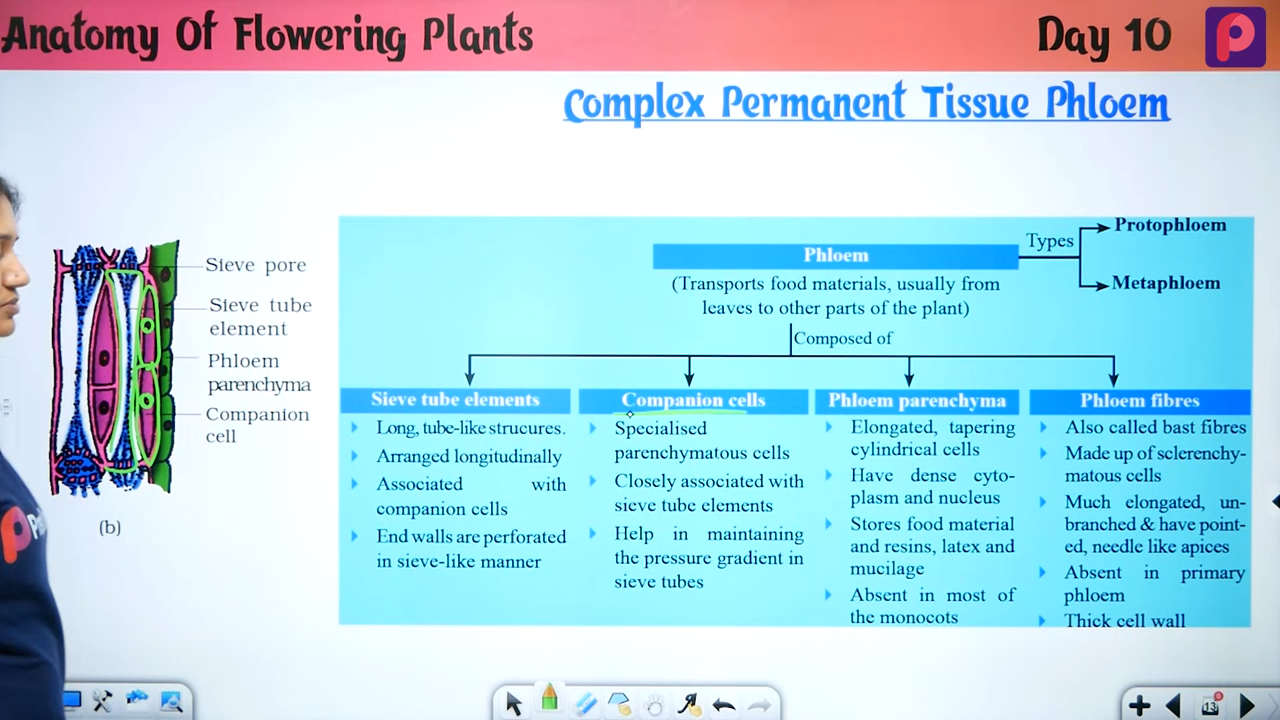 Anatomy Of Flowering Plants
Day 10
Complex Permanent Tissue Phloem
Sieve pore
Sieve tube
element
Phloem
parenchyma
Companion
cell
(b)
Phloem
Types
Protophloem
Metaphloem
(Transports food materials, usually from
leaves to other parts of the plant)
Composed of
Sieve tube elements
Long, tube-like strucures.
Arranged longitudinally
Associated with
companion cells
End walls are perforated
in sieve-like manner
Companion cells
Specialised
parenchymatous cells
Closely associated with
sieve tube elements
Help in maintaining
the pressure gradient in
sieve tubes
Phloem parenchyma
Elongated, tapering
cylindrical cells
Have dense cyto-
plasm and nucleus
Stores food material
and resins, latex and
mucilage
Absent in most of
the monocots
Phloem fibres
Also called bast fibres
Made up of sclerenchy-
matous cells
Much elongated, un-
branched & have point-
ed, needle like apices
Absent in primary
phloem
Thick cell wall
13